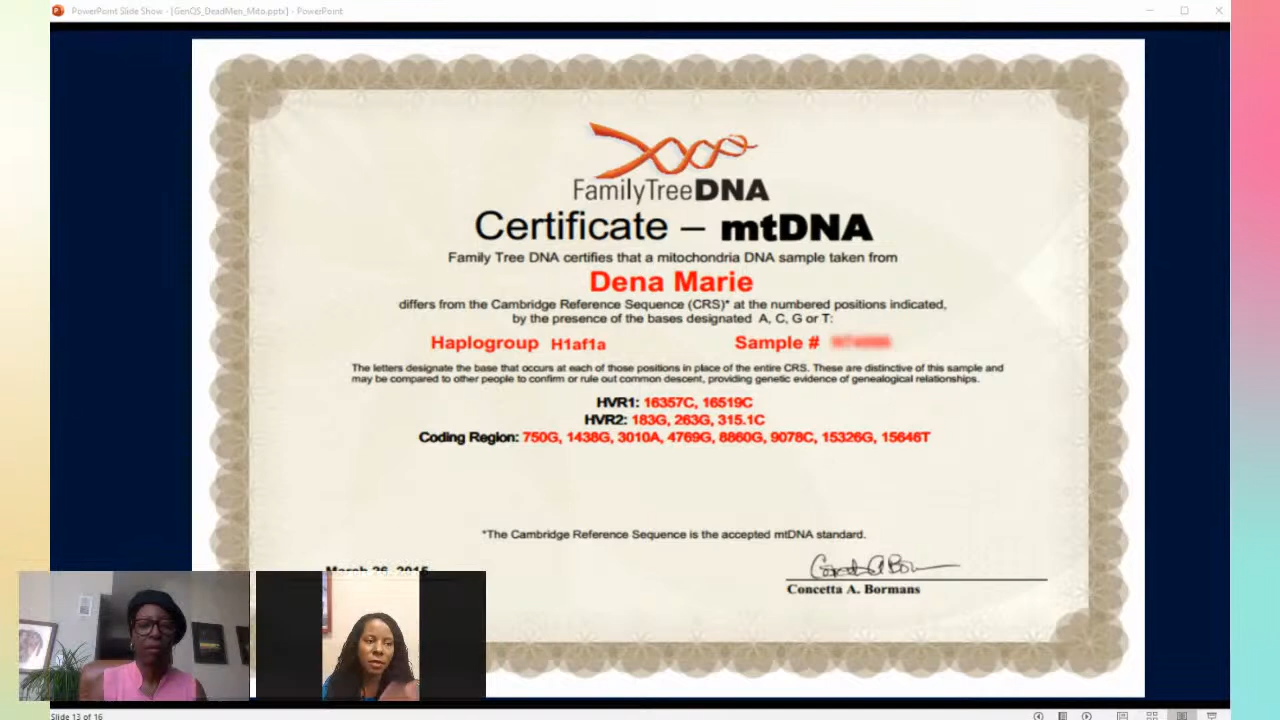 PowerPoint Slide Show - [GenQS_DeadMen_Mito.pptx] - PowerPoint
FamilyTreeDNA
Certificate – mtDNA
Family Tree DNA certifies that a mitochondria DNA sample taken from
Dena Marie
differs from the Cambridge Reference Sequence (CRS)* at the numbered positions indicated,
by the presence of the bases designated A, C, G or T:
Haplogroup H1af1a Sample #
The letters designate the base that occurs at each of those positions in place of the entire CRS. These are distinctive of this sample and
may be compared to other people to confirm or rule out common descent, providing genetic evidence of genealogical relationships.
HVR1: 16357C, 16519C
HVR2: 183G, 263G, 315.1C
Coding Region: 750G, 1438G, 3010A, 4769G, 8860G, 9078C, 15326G, 15646T
*The Cambridge Reference Sequence is the accepted mtDNA standard.
March 26, 2015
Concetta A. Bormans
Slide 13 of 16